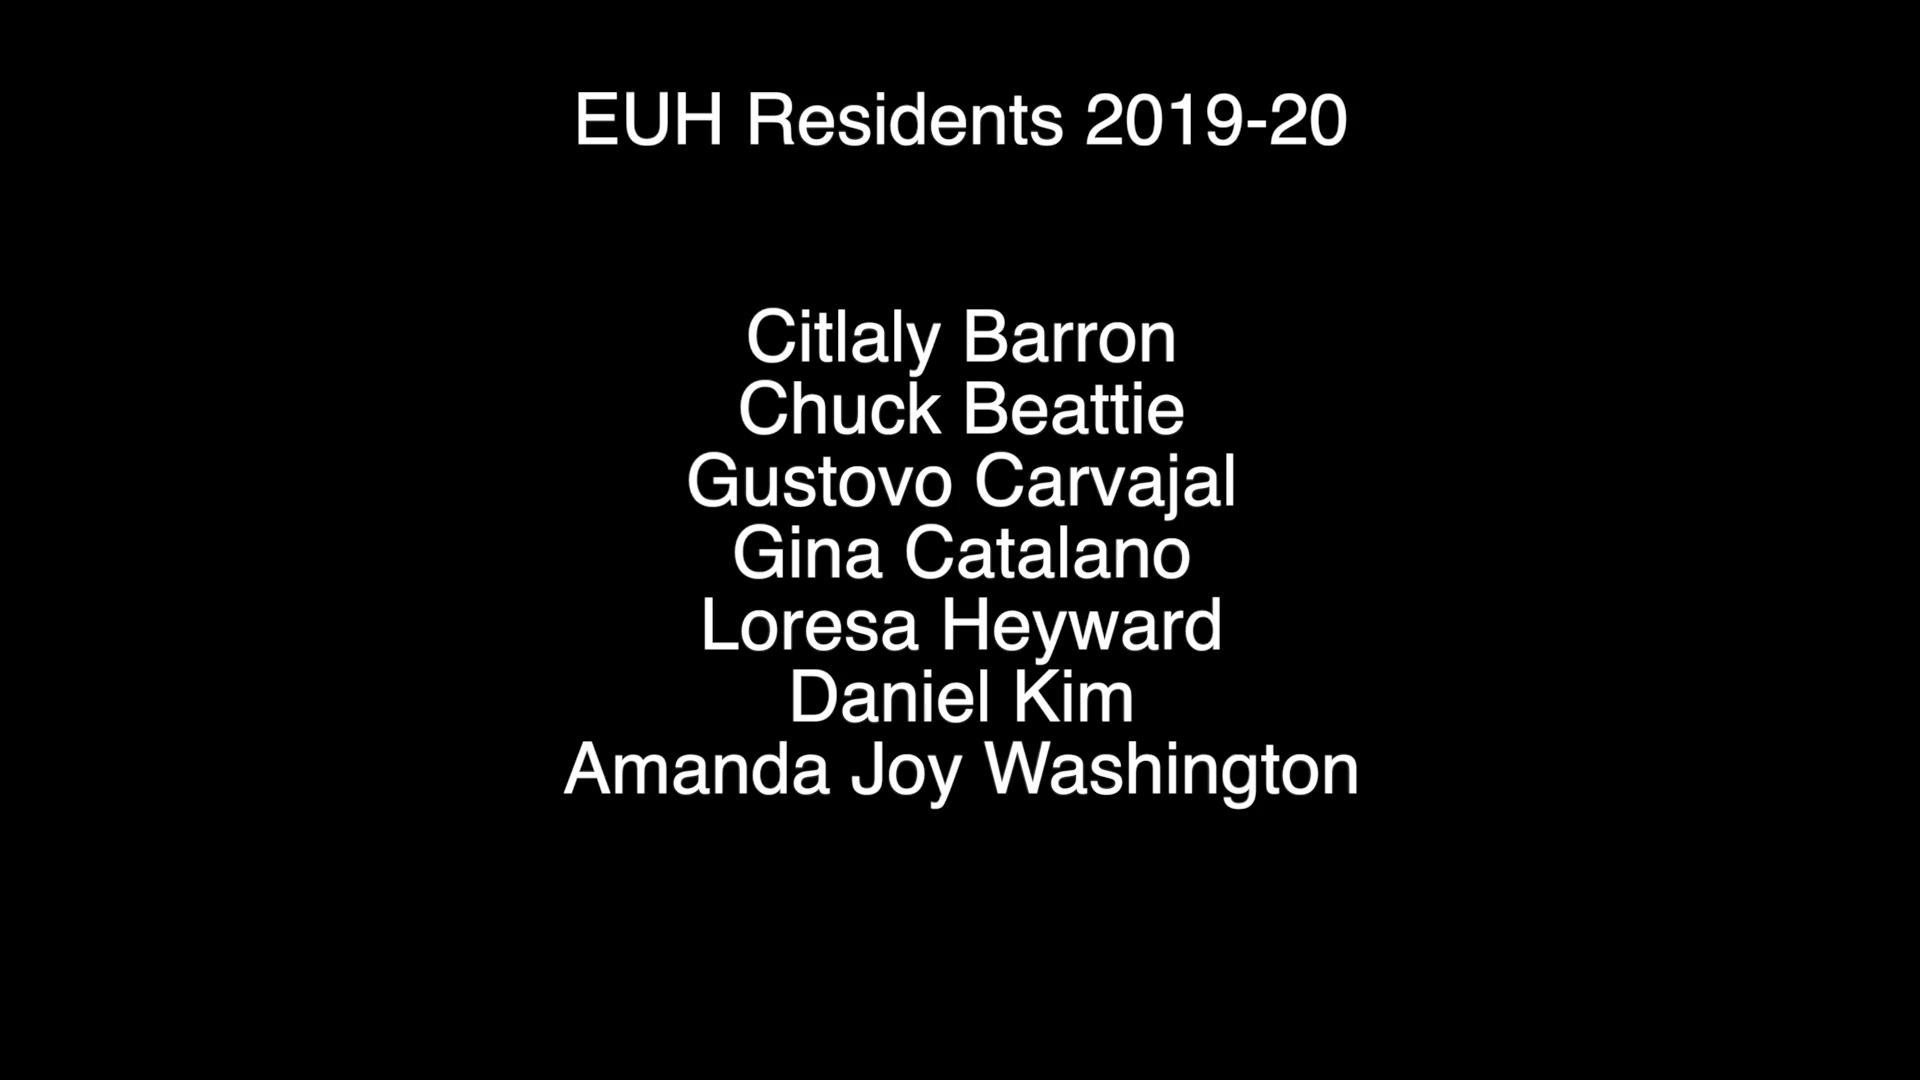 EUH Residents 2019-20
Citlaly Barron
Chuck Beattie
Gustovo Carvajal
Gina Catalano
Loresa Heyward
Daniel Kim
Amanda Joy Washington